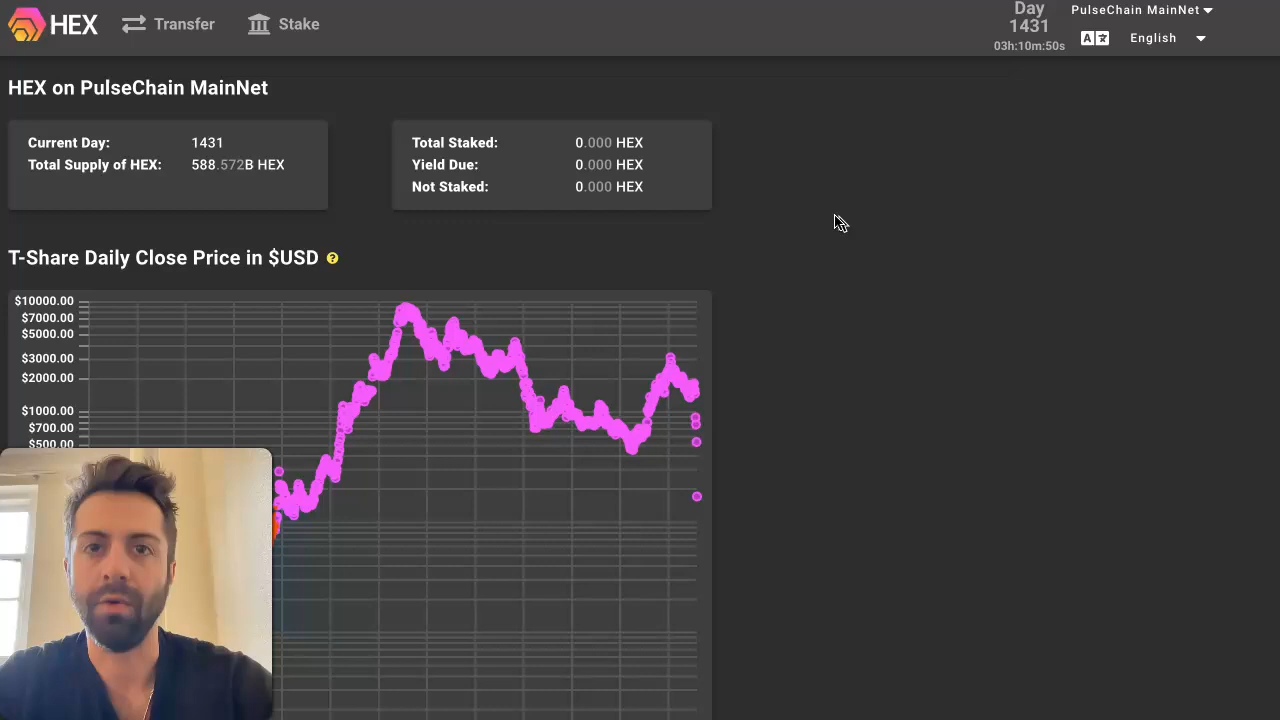 HEX
Transfer
Stake
Day
1431
03h:10m:50s
PulseChain MainNet
A
English
HEX on PulseChain MainNet
Current Day: 1431
Total Supply of HEX: 588.572B HEX
Total Staked: 0.000 HEX
Yield Due: 0.000 HEX
Not Staked: 0.000 HEX
T-Share Daily Close Price in $USD ?
$10000.00
$7000.00
$5000.00
$3000.00
$2000.00
$1000.00
$700.00
$500.00